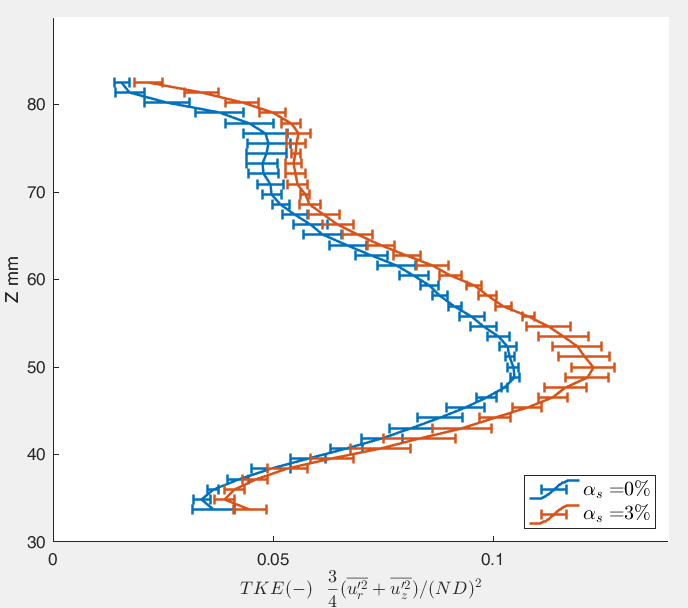 80
70
60
50
40
30
Z mm
0
0.05
0.1
α_s =0%
α_s =3%
TKE(−) 3/4(\overline{u_r'^2} + \overline{u_z'^2})/(ND)^2